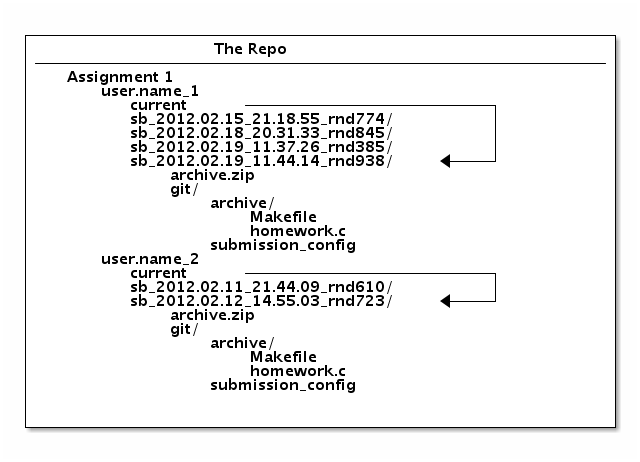 The Repo
Assignment 1
user.name_1
current
sb_2012.02.15_21.18.55_rnd774/
sb_2012.02.18_20.31.33_rnd845/
sb_2012.02.19_11.37.26_rnd385/
sb_2012.02.19_11.44.14_rnd938/
archive.zip
git/
archive/
Makefile
homework.c
submission_config
user.name_2
current
sb_2012.02.11_21.44.09_rnd610/
sb_2012.02.12_14.55.03_rnd723/
archive.zip
git/
archive/
Makefile
homework.c
submission_config